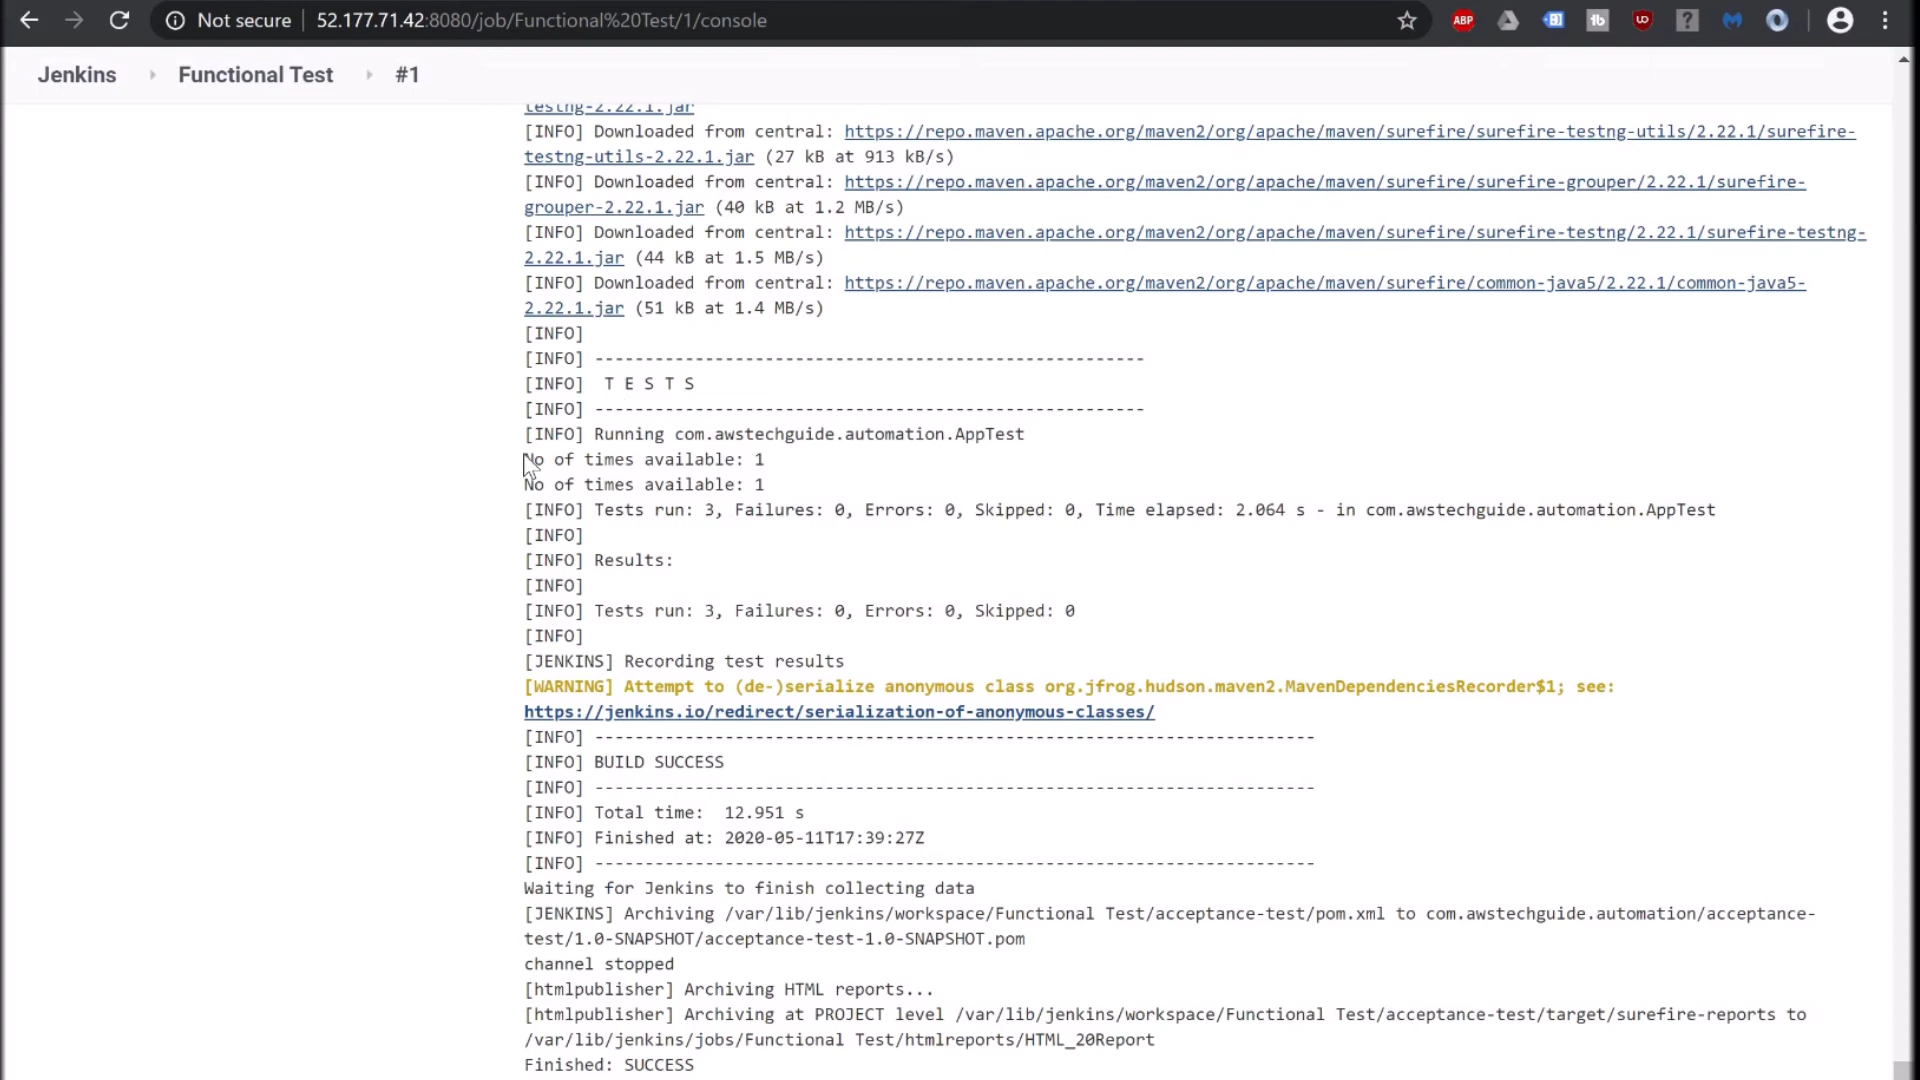 Not secure
52.177.71.42:8080/job/Functional%20Test/1/console
ABP
Jenkins
Functional Test
#1
testng-2.22.1.jar
[INFO] Downloaded from central: https://repo.maven.apache.org/maven2/org/apache/maven/surefire/surefire-testng-utils/2.22.1/surefire-
testng-utils-2.22.1.jar (27 kB at 913 kB/s)
[INFO] Downloaded from central: https://repo.maven.apache.org/maven2/org/apache/maven/surefire/surefire-grouper/2.22.1/surefire-
grouper-2.22.1.jar (40 kB at 1.2 MB/s)
[INFO] Downloaded from central: https://repo.maven.apache.org/maven2/org/apache/maven/surefire/surefire-testng/2.22.1/surefire-testng-
2.22.1.jar (44 kB at 1.5 MB/s)
[INFO] Downloaded from central: https://repo.maven.apache.org/maven2/org/apache/maven/surefire/common-java5/2.22.1/common-java5-
2.22.1.jar (51 kB at 1.4 MB/s)
[INFO]
[INFO] -------------------------------------------------------
[INFO]  T E S T S
[INFO] -------------------------------------------------------
[INFO] Running com.awstechguide.automation.AppTest
No of times available: 1
No of times available: 1
[INFO] Tests run: 3, Failures: 0, Errors: 0, Skipped: 0, Time elapsed: 2.064 s - in com.awstechguide.automation.AppTest
[INFO]
[INFO] Results:
[INFO]
[INFO] Tests run: 3, Failures: 0, Errors: 0, Skipped: 0
[INFO]
[JENKINS] Recording test results
[WARNING] Attempt to (de-)serialize anonymous class org.jfrog.hudson.maven2.MavenDependenciesRecorder$1; see:
https://jenkins.io/redirect/serialization-of-anonymous-classes/
[INFO] ------------------------------------------------------------------------
[INFO] BUILD SUCCESS
[INFO] ------------------------------------------------------------------------
[INFO] Total time:  12.951 s
[INFO] Finished at: 2020-05-11T17:39:27Z
[INFO] ------------------------------------------------------------------------
Waiting for Jenkins to finish collecting data
[JENKINS] Archiving /var/lib/jenkins/workspace/Functional Test/acceptance-test/pom.xml to com.awstechguide.automation/acceptance-
test/1.0-SNAPSHOT/acceptance-test-1.0-SNAPSHOT.pom
channel stopped
[htmlpublisher] Archiving HTML reports...
[htmlpublisher] Archiving at PROJECT level /var/lib/jenkins/workspace/Functional Test/acceptance-test/target/surefire-reports to
/var/lib/jenkins/jobs/Functional Test/htmlreports/HTML_20Report
Finished: SUCCESS